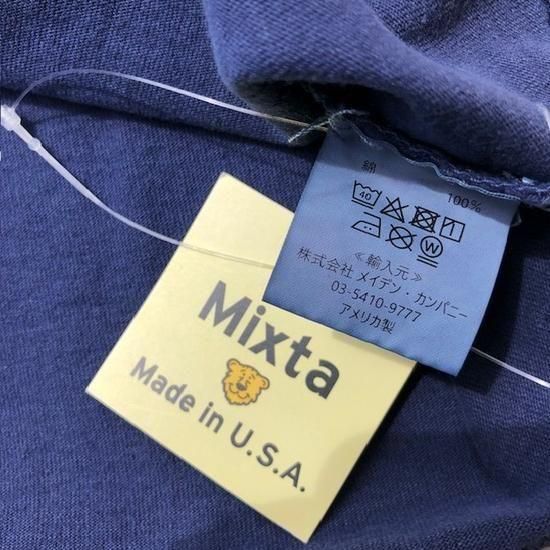 綿 100%
40
W
≪輸入元≫
株式会社 メイデン・カンパニー
03-5410-9777
アメリカ製
Mixta
Made in U.S.A.